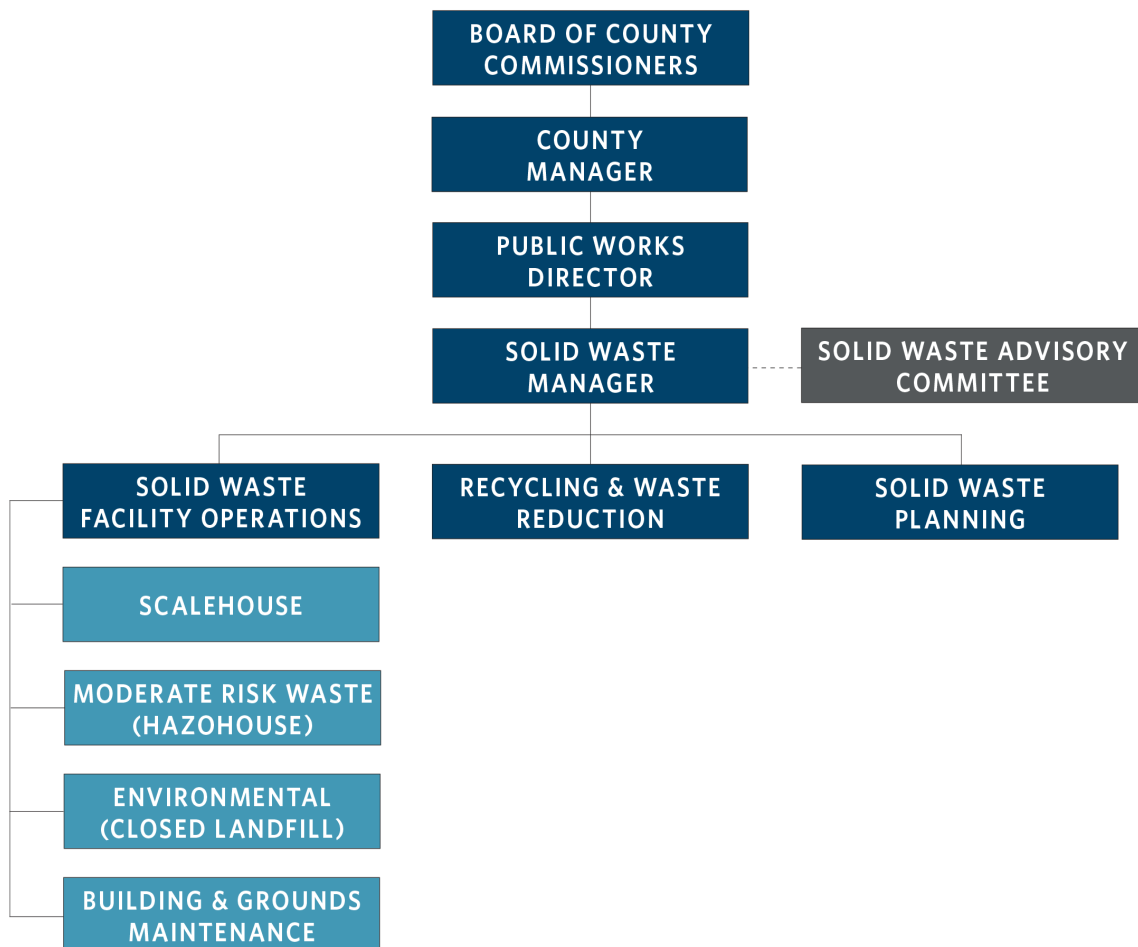 BOARD OF COUNTY
COMMISSIONERS
COUNTY
MANAGER
PUBLIC WORKS
DIRECTOR
SOLID WASTE
MANAGER
SOLID WASTE ADVISORY
COMMITTEE
SOLID WASTE
FACILITY OPERATIONS
RECYCLING & WASTE
REDUCTION
SOLID WASTE
PLANNING
SCALEHOUSE
MODERATE RISK WASTE
(HAZOHOUSE)
ENVIRONMENTAL
(CLOSED LANDFILL)
BUILDING & GROUNDS
MAINTENANCE